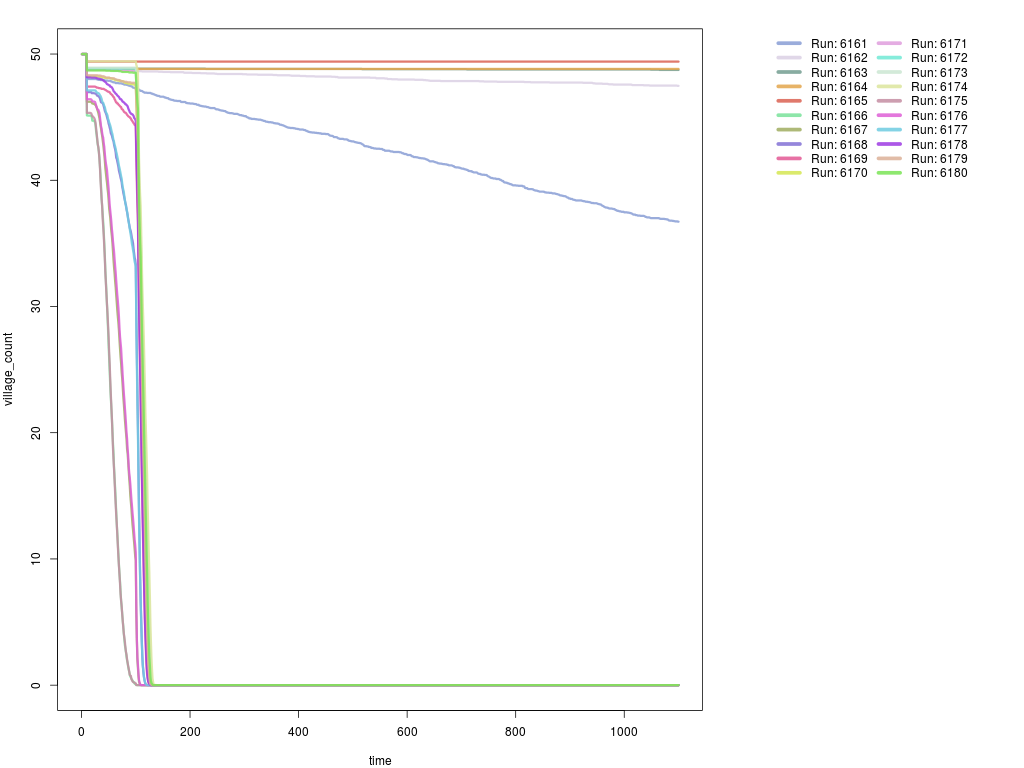 50
40
30
20
10
0
village_count
0 200 400 600 800 1000
time
Run: 6161 Run: 6171
Run: 6162 Run: 6172
Run: 6163 Run: 6173
Run: 6164 Run: 6174
Run: 6165 Run: 6175
Run: 6166 Run: 6176
Run: 6167 Run: 6177
Run: 6168 Run: 6178
Run: 6169 Run: 6179
Run: 6170 Run: 6180